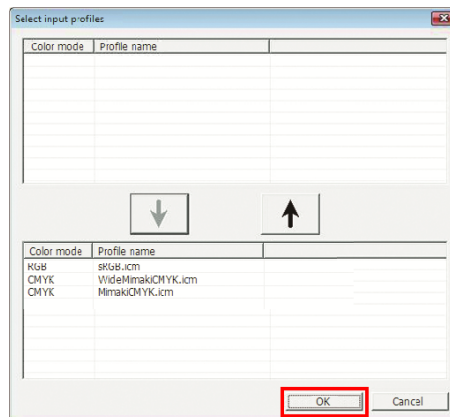 Select input profiles
Color mode Profile name
Color mode Profile name
RGB sRGB.icm
CMYK WideMimakiCMYK.icm
CMYK MimakiCMYK.icm
OK Cancel